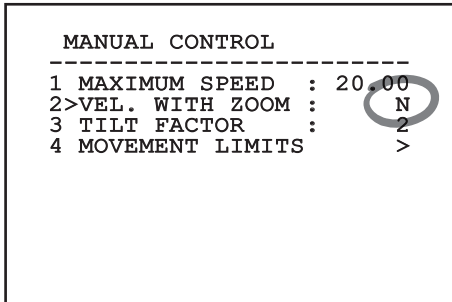 MANUAL CONTROL
-------------------------
1 MAXIMUM SPEED : 20.00
2>VEL. WITH ZOOM : N
3 TILT FACTOR : 2
4 MOVEMENT LIMITS >